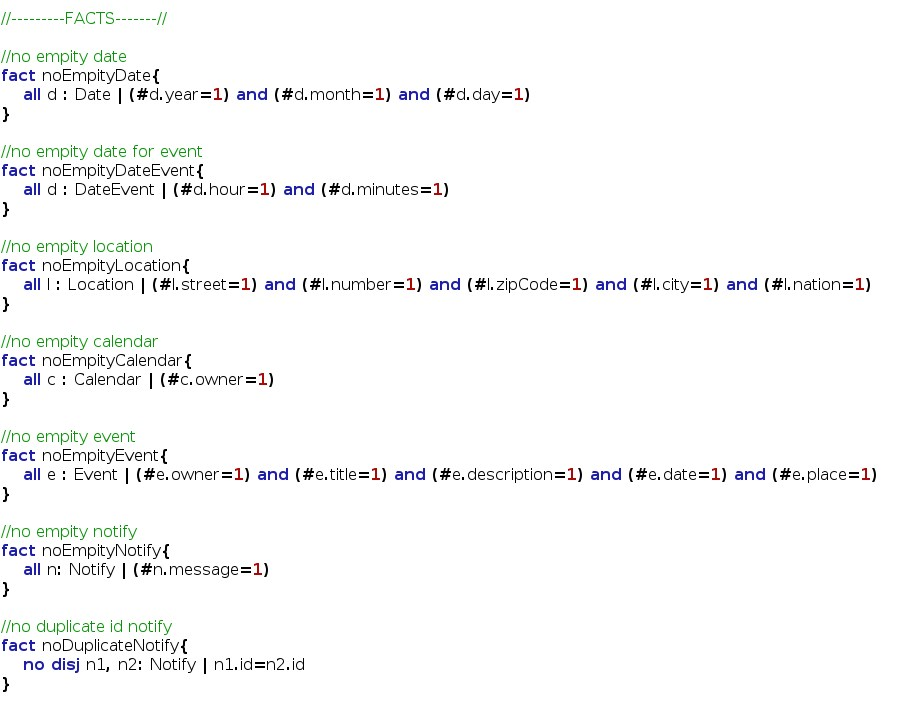 //---------FACTS-------//
//no empity date
fact noEmpityDate{
all d : Date | (#d.year=1) and (#d.month=1) and (#d.day=1)
}
//no empity date for event
fact noEmpityDateEvent{
all d : DateEvent | (#d.hour=1) and (#d.minutes=1)
}
//no empity location
fact noEmpityLocation{
all l : Location | (#l.street=1) and (#l.number=1) and (#l.zipCode=1) and (#l.city=1) and (#l.nation=1)
}
//no empity calendar
fact noEmpityCalendar{
all c : Calendar | (#c.owner=1)
}
//no empity event
fact noEmpityEvent{
all e : Event | (#e.owner=1) and (#e.title=1) and (#e.description=1) and (#e.date=1) and (#e.place=1)
}
//no empity notify
fact noEmpityNotify{
all n: Notify | (#n.message=1)
}
//no duplicate id notify
fact noDuplicateNotify{
no disj n1, n2: Notify | n1.id=n2.id
}